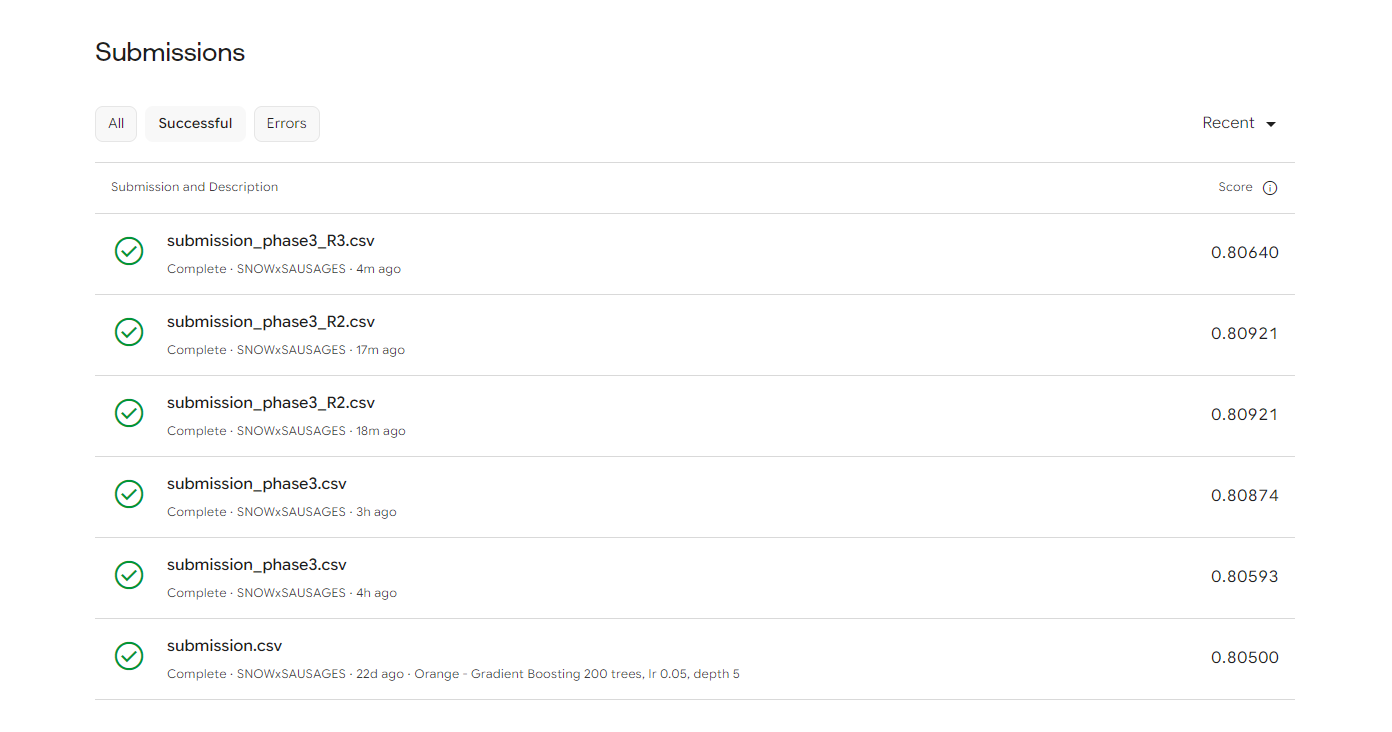 Submissions
All Successful Errors Recent
Submission and Description Score
submission_phase3_R3.csv
Complete · SNOWxSAUSAGES · 4m ago
0.80640
submission_phase3_R2.csv
Complete · SNOWxSAUSAGES · 17m ago
0.80921
submission_phase3_R2.csv
Complete · SNOWxSAUSAGES · 18m ago
0.80921
submission_phase3.csv
Complete · SNOWxSAUSAGES · 3h ago
0.80874
submission_phase3.csv
Complete · SNOWxSAUSAGES · 4h ago
0.80593
submission.csv
Complete · SNOWxSAUSAGES · 22d ago · Orange - Gradient Boosting 200 trees, lr 0.05, depth 5
0.80500